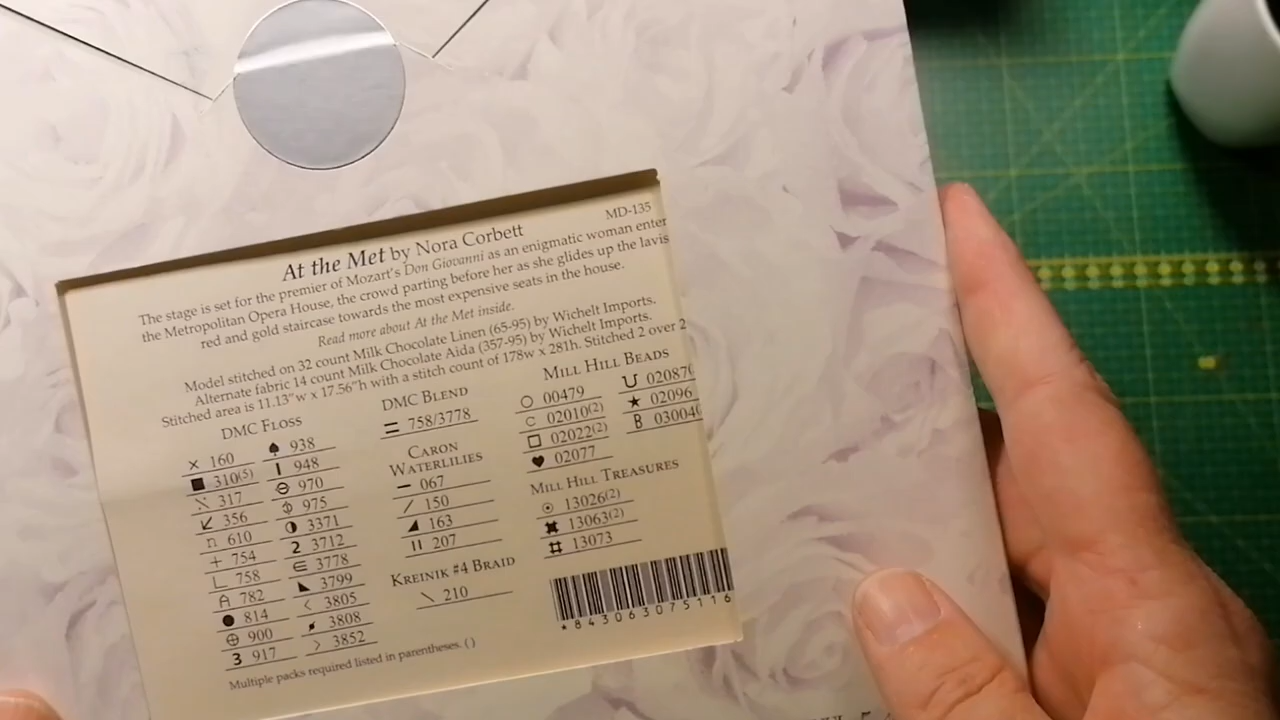 MD-135
At the Met by Nora Corbett
The stage is set for the premier of Mozart's Don Giovanni as an enigmatic woman enter
the Metropolitan Opera House, the crowd parting before her as she glides up the lavis
red and gold staircase towards the most expensive seats in the house.
Read more about At the Met inside.
Model stitched on 32 count Milk Chocolate Linen (65-95) by Wichelt Imports.
Alternate fabric 14 count Milk Chocolate Aida (357-95) by Wichelt Imports.
Stitched area is 11.13"w x 17.56"h with a stitch count of 178w x 281h. Stitched 2 over 2
DMC FLOSS
160
310(5)
317
356
610
754
758
782
814
900
917
938
948
970
975
3371
3712
3778
3799
3805
3808
3852
DMC BLEND
758/3778
CARON
WATERLILIES
067
150
163
207
KREINIK #4 BRAID
210
MILL HILL BEADS
00479
02010(2)
02022(2)
02077
02087
02096
03004
MILL HILL TREASURES
13026(2)
13063(2)
13073
*843063075116
Multiple packs required listed in parentheses. ( )